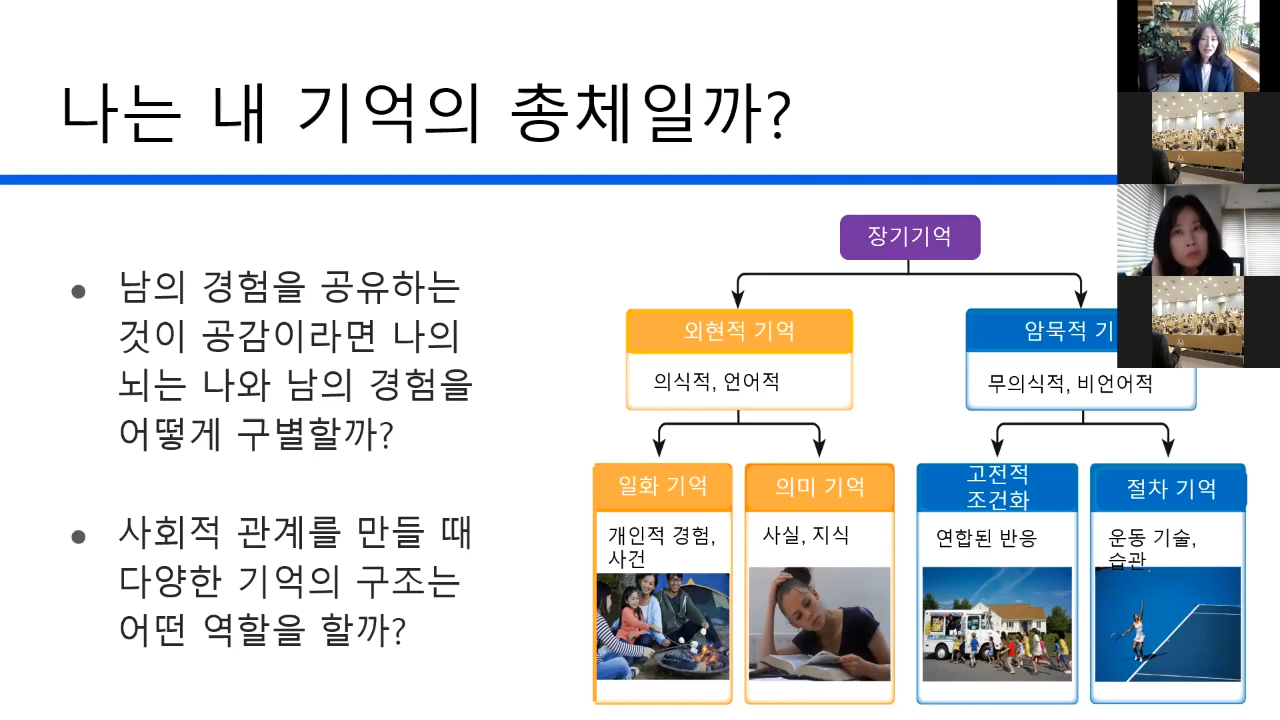 나는 내 기억의 총체일까?
남의 경험을 공유하는
것이 공감이라면 나의
뇌는 나와 남의 경험을
어떻게 구별할까?
사회적 관계를 만들 때
다양한 기억의 구조는
어떤 역할을 할까?
장기기억
외현적 기억
의식적, 언어적
암묵적 기
무의식적, 비언어적
일화 기억
개인적 경험,
사건
의미 기억
사실, 지식
고전적
조건화
연합된 반응
절차 기억
운동 기술,
습관